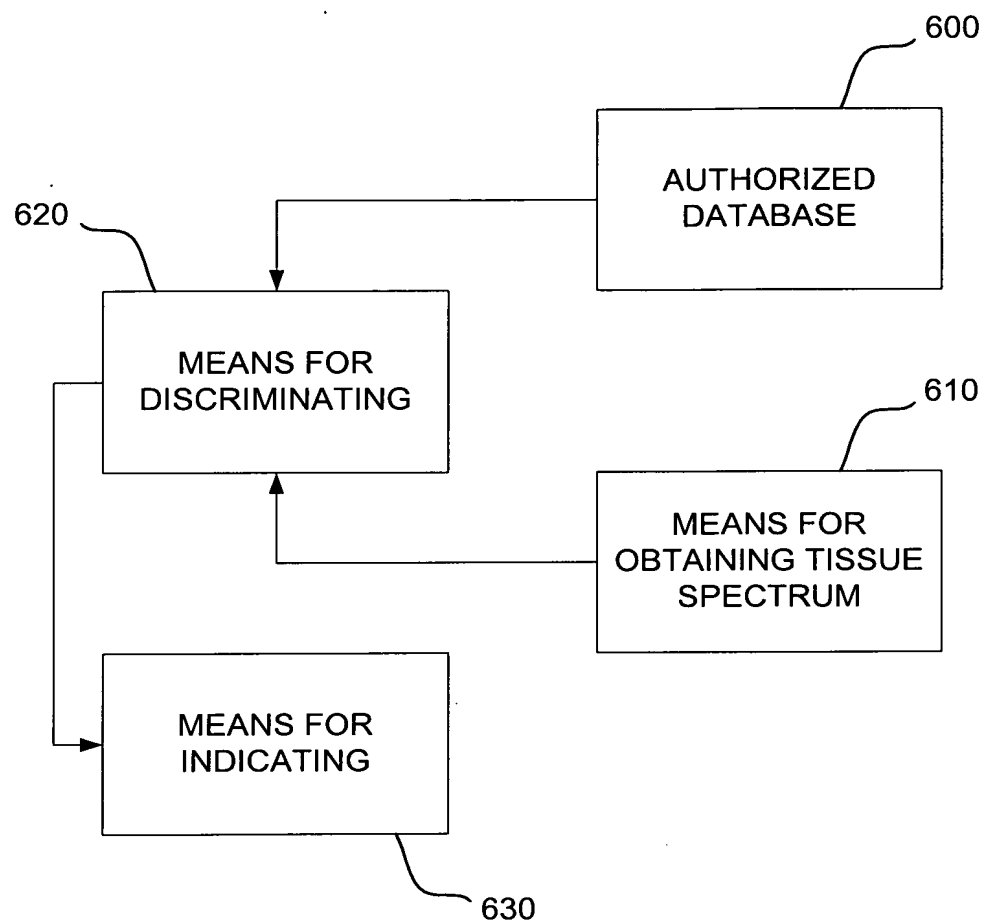 600
AUTHORIZED
DATABASE
620
MEANS FOR
DISCRIMINATING
610
MEANS FOR
OBTAINING TISSUE
SPECTRUM
MEANS FOR
INDICATING
630